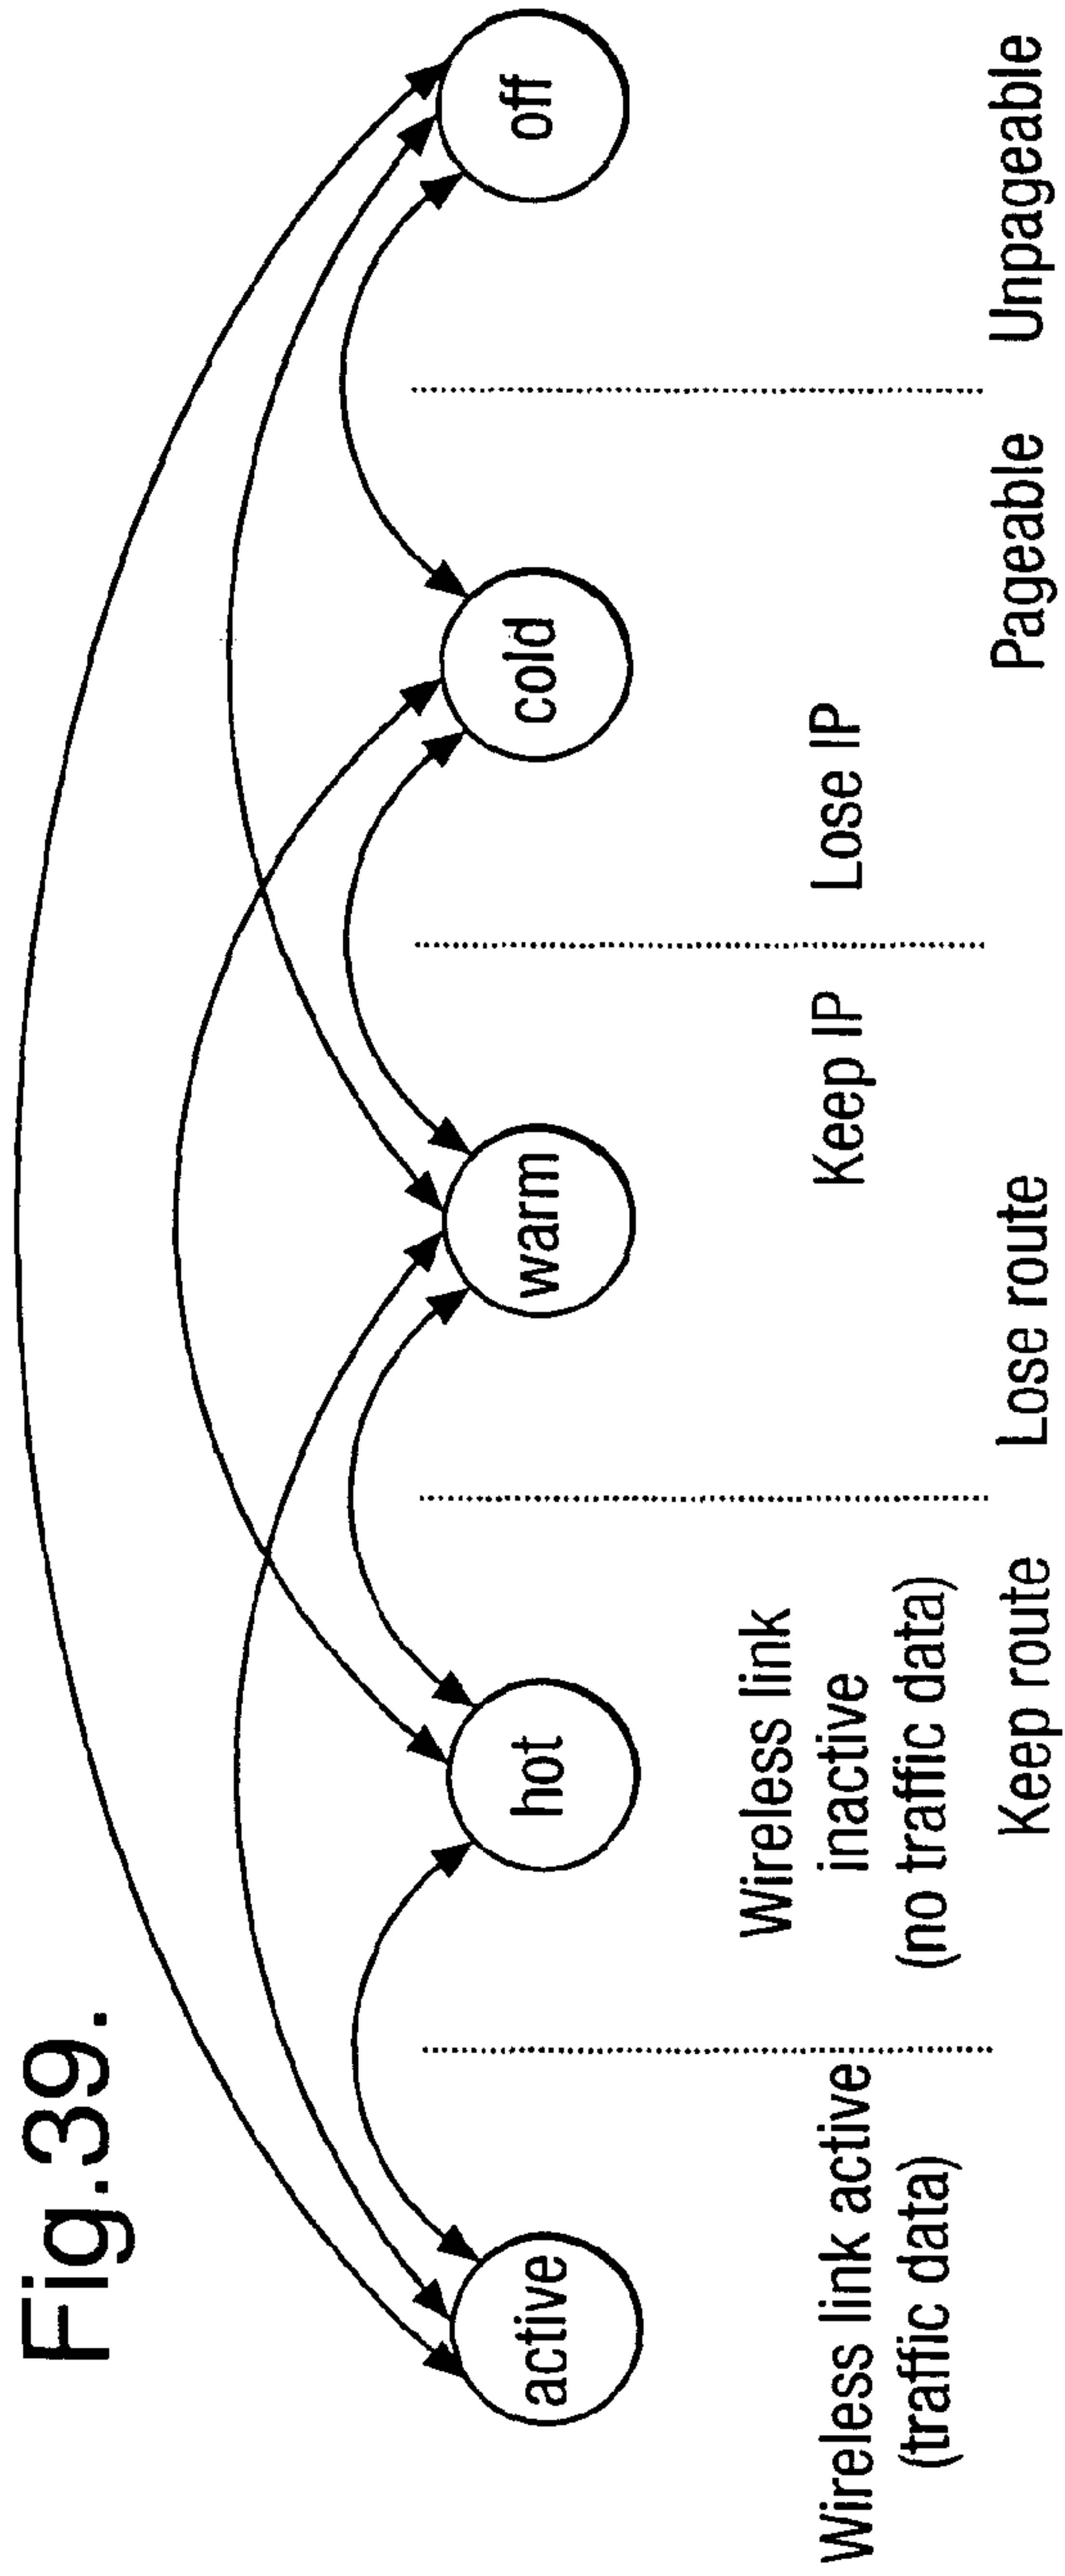 Fig.39.
active
hot
warm
cold
off
Wireless link active
(traffic data)
Wireless link
inactive
(no traffic data)
Keep route
Lose route
Keep IP
Lose IP
Pageable
Unpageable